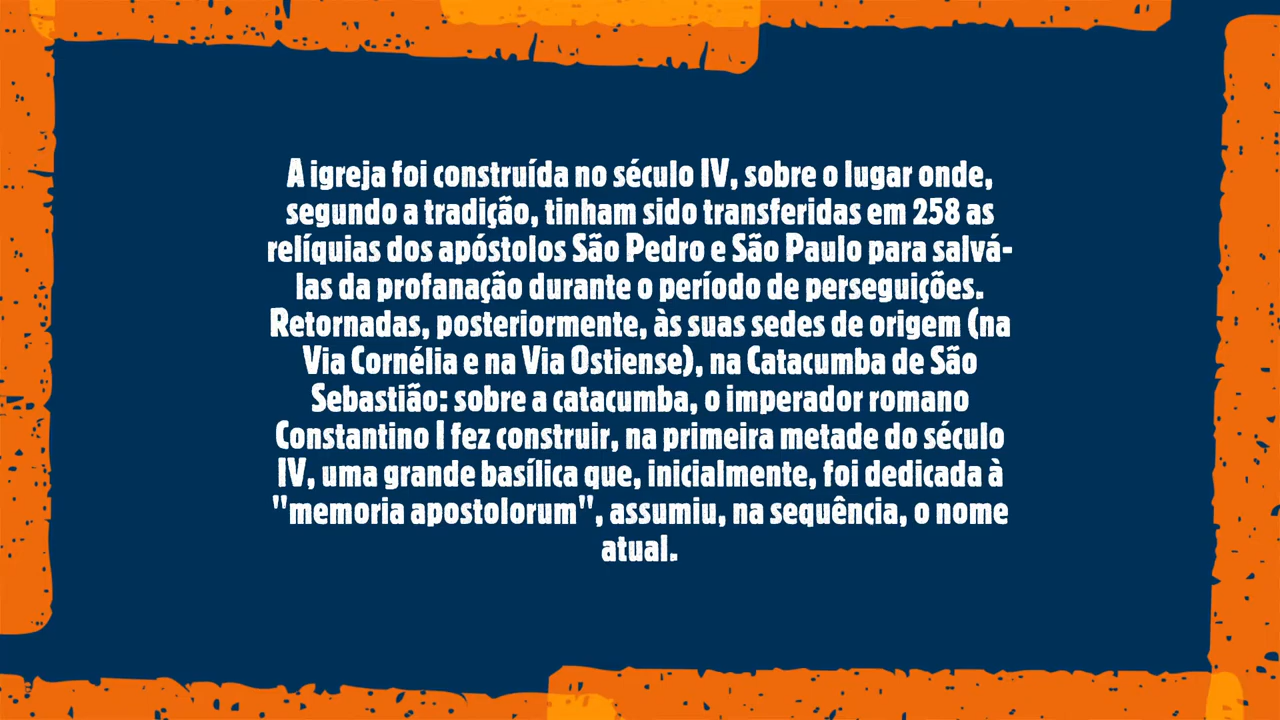 A igreja foi construída no século IV, sobre o lugar onde,
segundo a tradição, tinham sido transferidas em 258 as
relíquias dos apóstolos São Pedro e São Paulo para salvá-
las da profanação durante o período de perseguições.
Retornadas, posteriormente, às suas sedes de origem (na
Via Cornélia e na Via Ostiense), na Catacumba de São
Sebastião: sobre a catacumba, o imperador romano
Constantino I fez construir, na primeira metade do século
IV, uma grande basílica que, inicialmente, foi dedicada à
"memoria apostolorum", assumiu, na sequência, o nome
atual.